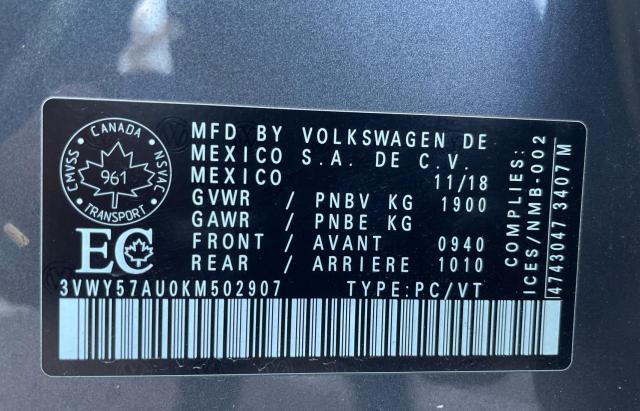 CANADA
CMVSS
NSVAC
961
TRANSPORT
EC
MFD BY VOLKSWAGEN DE
MEXICO S.A. DE C.V.
MEXICO 11/18
GVWR / PNBV KG 1900
GAWR / PNBE KG
FRONT / AVANT 0940
REAR / ARRIERE 1010
3VWY57AU0KM502907 TYPE:PC/VT
COMPLIES:
ICES/NMB-002
4743047 3407 M